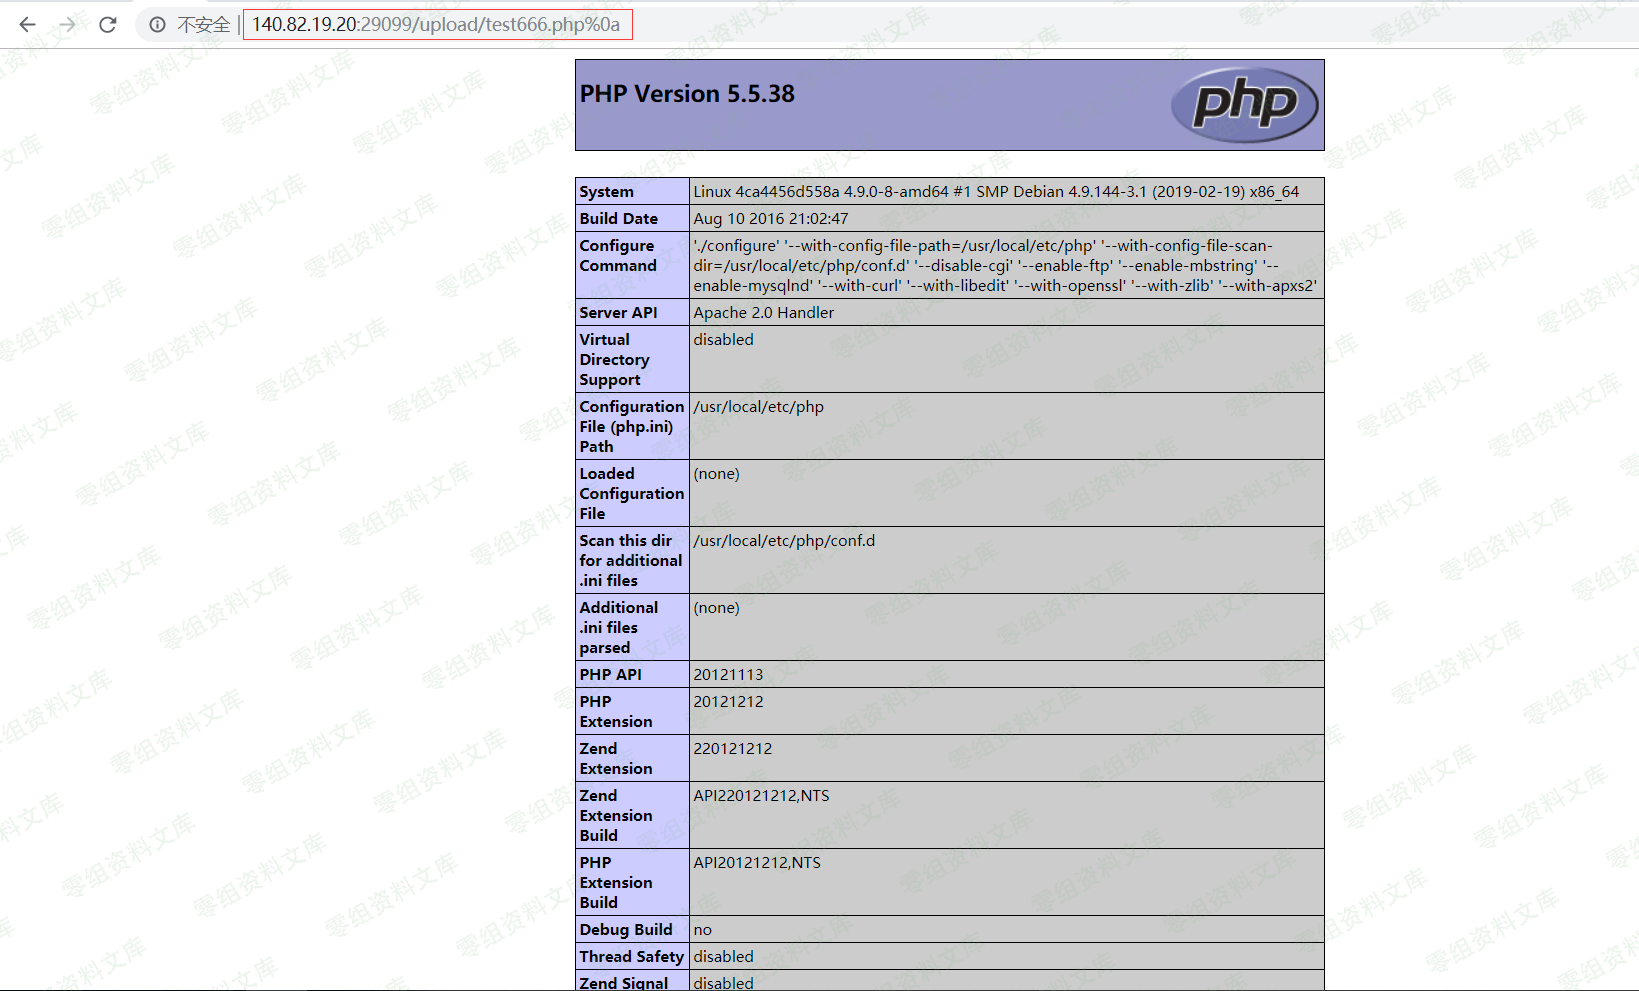 不安全 | 140.82.19.20:29099/upload/test666.php%0a
PHP Version 5.5.38
php
System Linux 4ca4456d558a 4.9.0-8-amd64 #1 SMP Debian 4.9.144-3.1 (2019-02-19) x86_64
Build Date Aug 10 2016 21:02:47
Configure Command './configure' '--with-config-file-path=/usr/local/etc/php' '--with-config-file-scan-
dir=/usr/local/etc/php/conf.d' '--disable-cgi' '--enable-ftp' '--enable-mbstring' '--
enable-mysqlnd' '--with-curl' '--with-libedit' '--with-openssl' '--with-zlib' '--with-apxs2'
Server API Apache 2.0 Handler
Virtual Directory Support disabled
Configuration File (php.ini) Path /usr/local/etc/php
Loaded Configuration File (none)
Scan this dir for additional .ini files /usr/local/etc/php/conf.d
Additional .ini files parsed (none)
PHP API 20121113
PHP Extension 20121212
Zend Extension 220121212
Zend Extension Build API220121212,NTS
PHP Extension Build API20121212,NTS
Debug Build no
Thread Safety disabled
Zend Signal disabled
零组资料文库